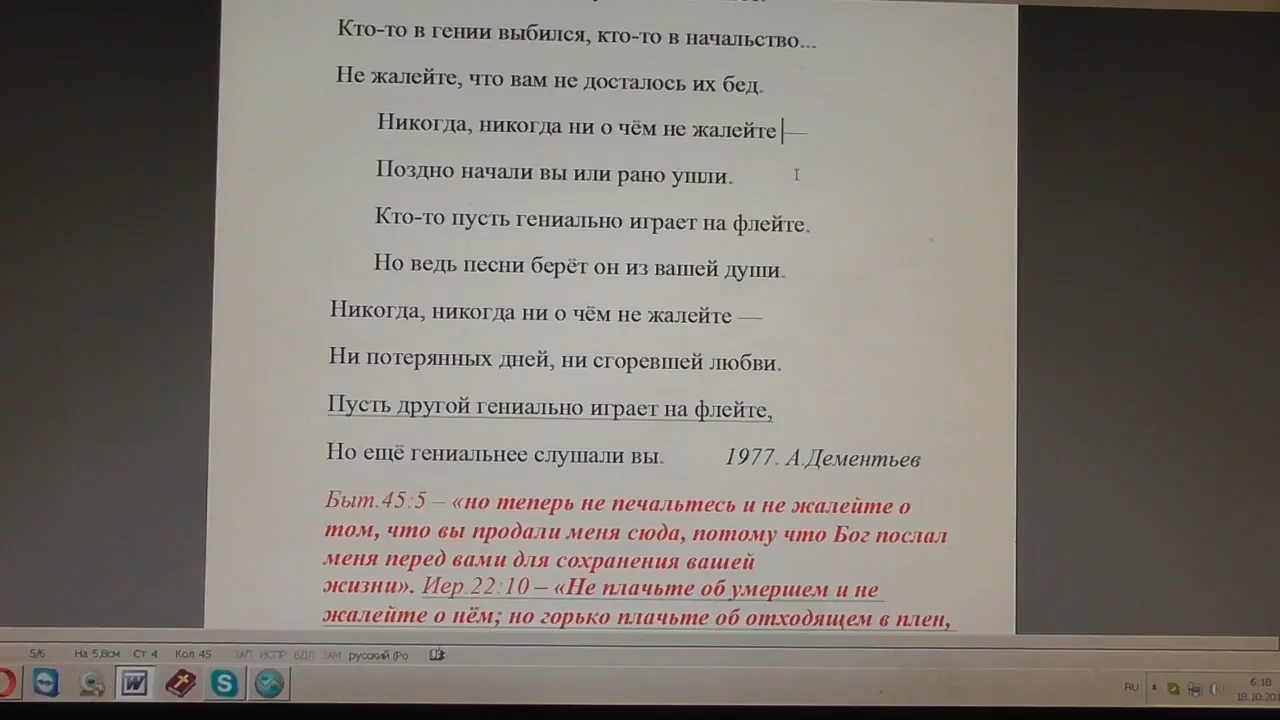 Кто-то в гении выбился, кто-то в начальство...
Не жалейте, что вам не досталось их бед.
Никогда, никогда ни о чём не жалейте —
Поздно начали вы или рано ушли.
Кто-то пусть гениально играет на флейте.
Но ведь песни берёт он из вашей души.
Никогда, никогда ни о чём не жалейте —
Ни потерянных дней, ни сгоревшей любви.
Пусть другой гениально играет на флейте,
Но ещё гениальнее слушали вы. 1977. А.Дементьев
Быт.45:5 – «но теперь не печальтесь и не жалейте о
том, что вы продали меня сюда, потому что Бог послал
меня перед вами для сохранения вашей
жизни». Иер.22:10 – «Не плачьте об умершем и не
жалейте о нём; но горько плачьте об отходящем в плен,
5/6 На 5,8см Ст 4 Кол 45 ЗАП ИСПР ВДЛ ЗАМ русский (Ро
RU 6:18
18.10.20